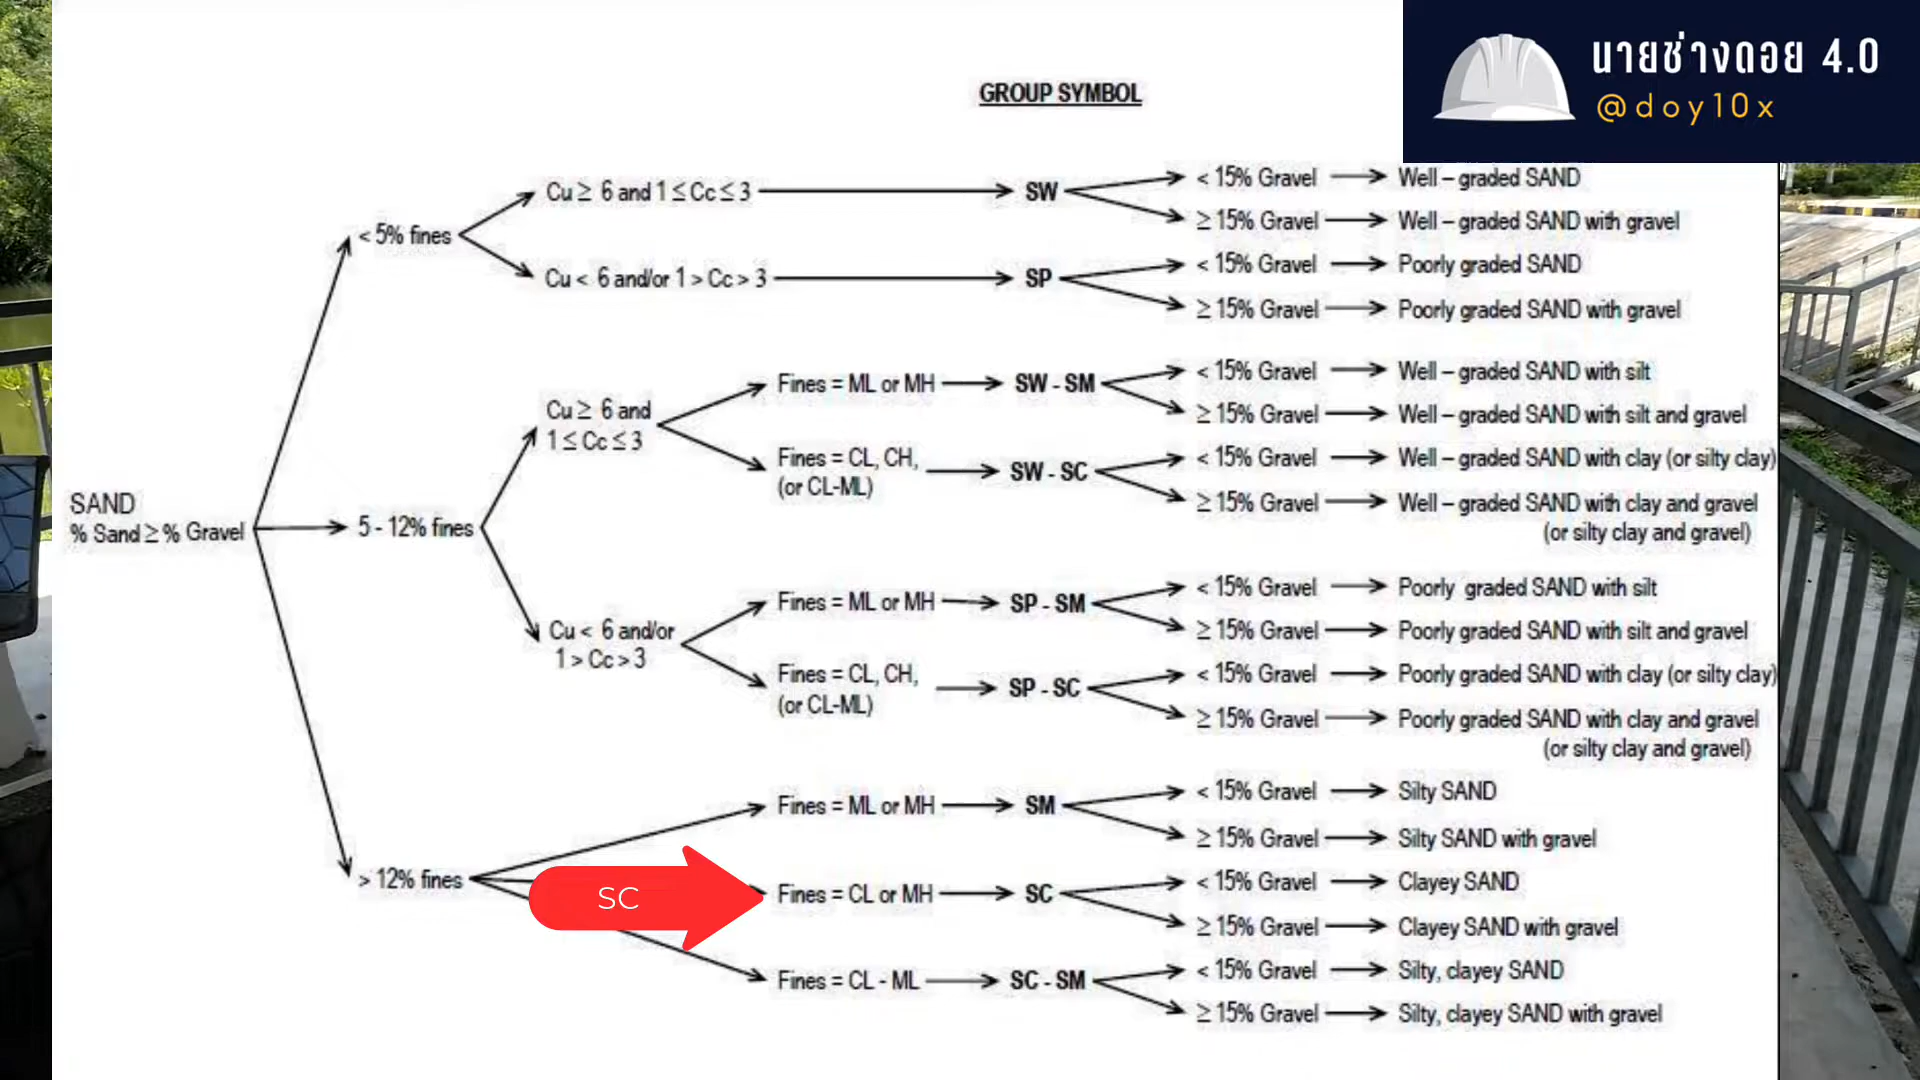 นายช่างดอย 4.0
@doy10x
GROUP SYMBOL
Cu ≥ 6 and 1 ≤ Cc ≤ 3
SW
< 15% Gravel
Well – graded SAND
≥ 15% Gravel
Well – graded SAND with gravel
< 5% fines
Cu < 6 and/or 1 > Cc > 3
SP
< 15% Gravel
Poorly graded SAND
≥ 15% Gravel
Poorly graded SAND with gravel
Cu ≥ 6 and
1 ≤ Cc ≤ 3
Fines = ML or MH
SW - SM
< 15% Gravel
Well – graded SAND with silt
≥ 15% Gravel
Well – graded SAND with silt and gravel
Fines = CL, CH,
(or CL-ML)
SW - SC
< 15% Gravel
Well – graded SAND with clay (or silty clay)
≥ 15% Gravel
Well – graded SAND with clay and gravel
(or silty clay and gravel)
SAND
% Sand ≥ % Gravel
5 - 12% fines
Cu < 6 and/or
1 > Cc > 3
Fines = ML or MH
SP - SM
< 15% Gravel
Poorly graded SAND with silt
≥ 15% Gravel
Poorly graded SAND with silt and gravel
Fines = CL, CH,
(or CL-ML)
SP - SC
< 15% Gravel
Poorly graded SAND with clay (or silty clay)
≥ 15% Gravel
Poorly graded SAND with clay and gravel
(or silty clay and gravel)
Fines = ML or MH
SM
< 15% Gravel
Silty SAND
≥ 15% Gravel
Silty SAND with gravel
> 12% fines
SC
Fines = CL or MH
SC
< 15% Gravel
Clayey SAND
≥ 15% Gravel
Clayey SAND with gravel
Fines = CL - ML
SC - SM
< 15% Gravel
Silty, clayey SAND
≥ 15% Gravel
Silty, clayey SAND with gravel